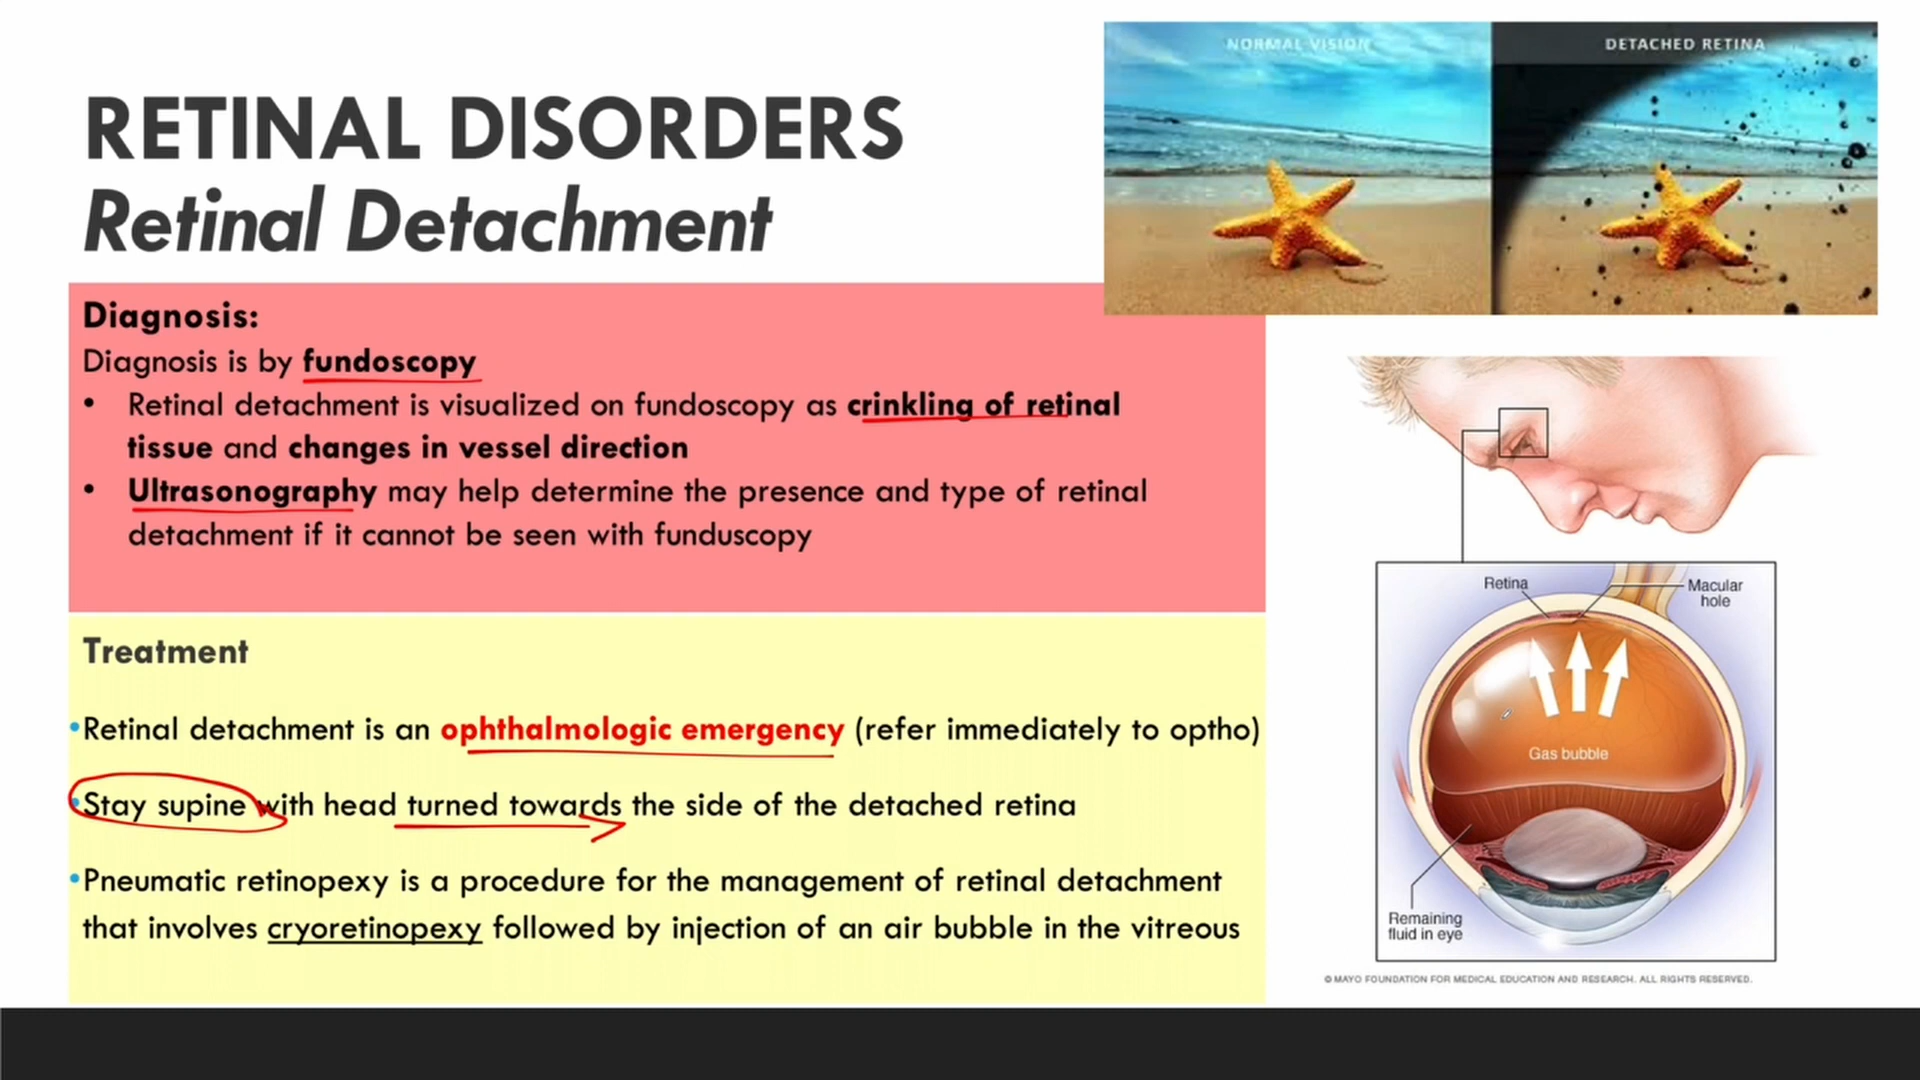 RETINAL DISORDERS
Retinal Detachment
NORMAL VISION
DETACHED RETINA
Diagnosis:
Diagnosis is by fundoscopy
• Retinal detachment is visualized on fundoscopy as crinkling of retinal
tissue and changes in vessel direction
• Ultrasonography may help determine the presence and type of retinal
detachment if it cannot be seen with funduscopy
Treatment
•Retinal detachment is an ophthalmologic emergency (refer immediately to optho)
•Stay supine with head turned towards the side of the detached retina
•Pneumatic retinopexy is a procedure for the management of retinal detachment
that involves cryoretinopexy followed by injection of an air bubble in the vitreous
Retina
Macular
hole
Gas bubble
Remaining
fluid in eye
© MAYO FOUNDATION FOR MEDICAL EDUCATION AND RESEARCH. ALL RIGHTS RESERVED.